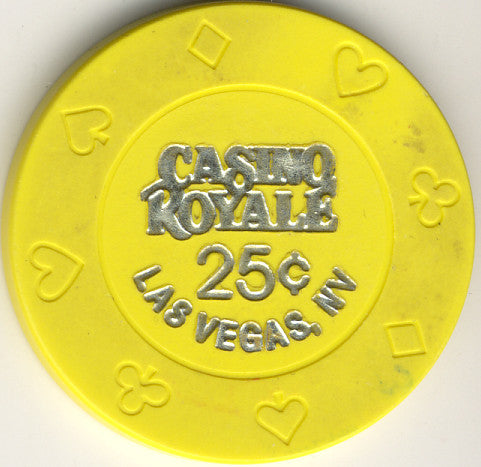 CASINO
ROYALE
25¢
LAS VEGAS, NV